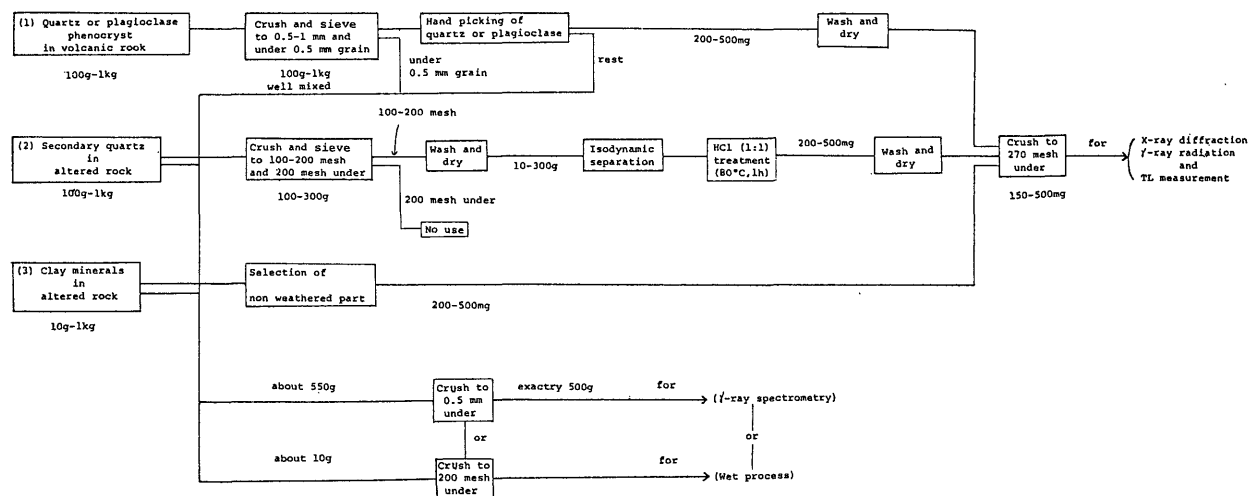 (1) Quartz or plagioclase
phenocryst
in volcanic rook
100g-1kg
Crush and sieve
to 0.5-1 mm and
under 0.5 mm grain
100g-1kg
well mixed
Hand picking of
quartz or plagioclase
under
0.5 mm grain
rest
200-500mg
Wash and
dry
(2) Secondary quartz
in
altered rock
100g-1kg
Crush and sieve
to 100-200 mesh
and 200 mesh under
100-300g
100-200 mesh
Wash and
dry
200 mesh under
No use
10-300g
Isodynamic
separation
HCl (1:1)
treatment
(80°C,1h)
200-500mg
Wash and
dry
Crush to
270 mesh
under
150-500mg
for
X-ray diffraction
γ-ray radiation
and
TL measurement
(3) Clay minerals
in
altered rock
10g-1kg
Selection of
non weathered part
200-500mg
about 550g
Crush to
0.5 mm
under
exactry 500g
for
(γ-ray spectrometry)
or
or
about 10g
Crush to
200 mesh
under
for
(Wet process)